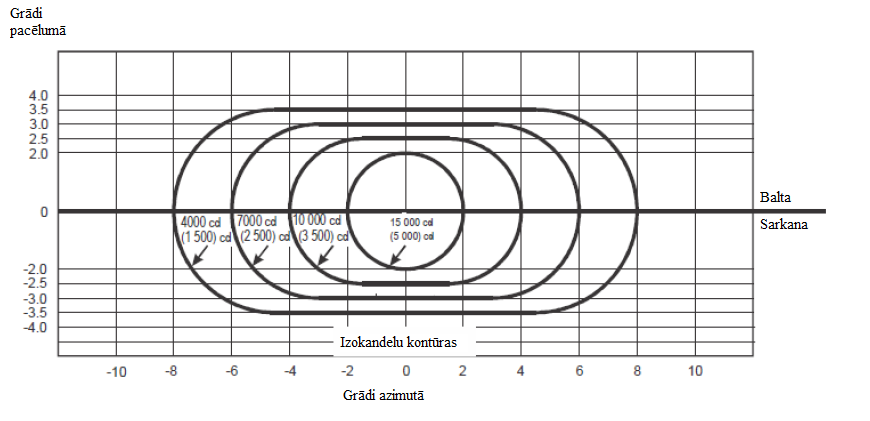 Grādi
pacēlumā
4.0
3.5
3.0
2.5
2.0
0
-2.0
-2.5
-3.0
-3.5
-4.0
4000 cd
(1 500) cd
7000 cd
(2 500) cd
10 000 cd
(3 500) cd
15 000 cd
(5 000) cd
Balta
Sarkana
Izokandelu kontūras
-10 -8 -6 -4 -2 0 2 4 6 8 10
Grādi azimutā